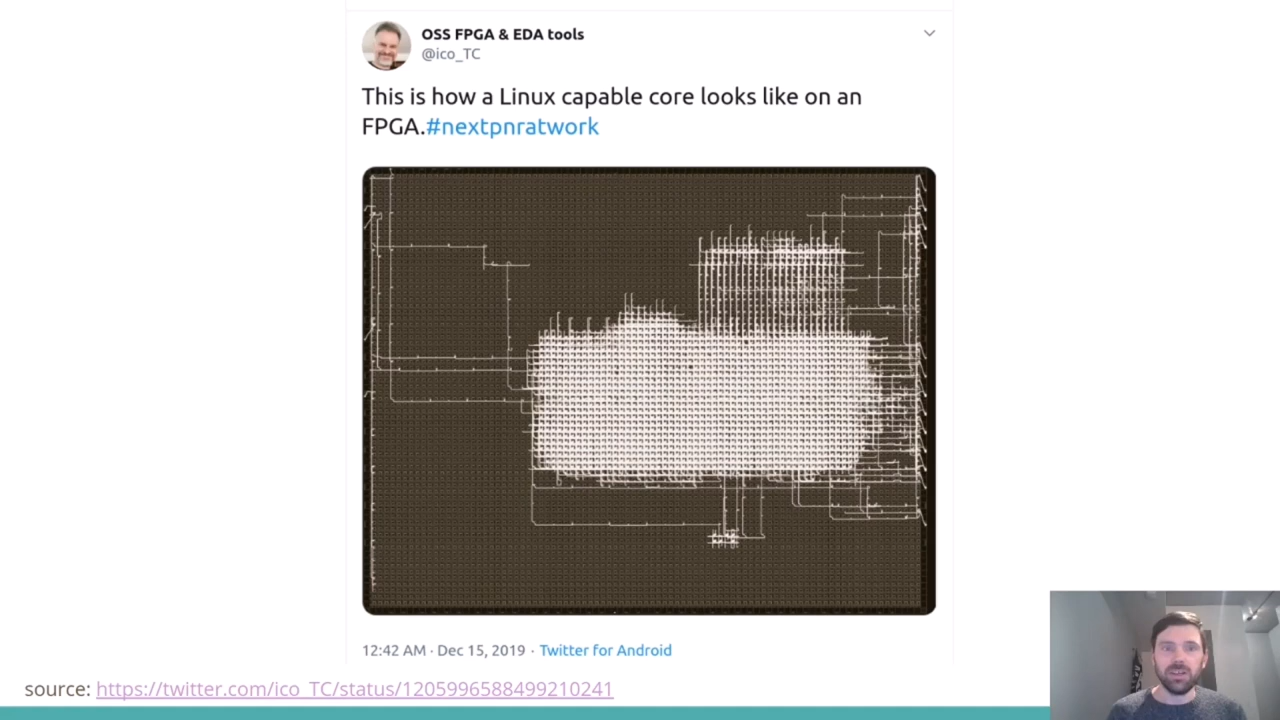 OSS FPGA & EDA tools
@ico_TC
This is how a Linux capable core looks like on an
FPGA.#nextpnratwork
12:42 AM · Dec 15, 2019 · Twitter for Android
source: https://twitter.com/ico_TC/status/1205996588499210241